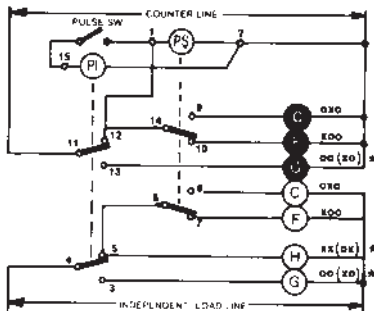 COUNTER LINE
PULSE SW
1
PS
2
15
PI
9
C OXO
14
12
10
F XOO
11
13
OO(XO) *
8
C OXO
6
7
F XOO
5
4
H XX(OX) *
3
G OO(XO) *
INDEPENDENT LOAD LINE